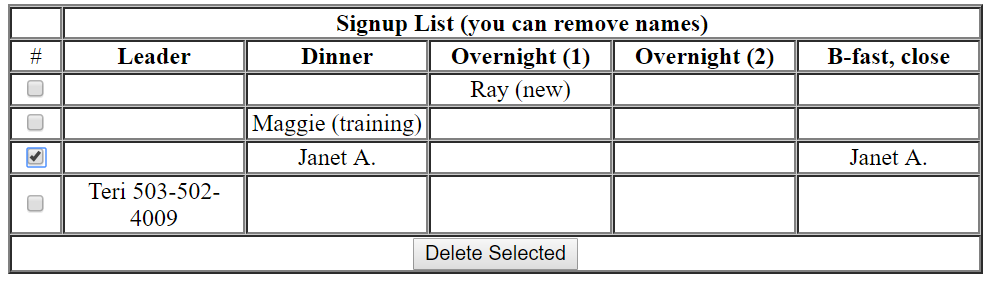 Signup List (you can remove names)
# Leader Dinner Overnight (1) Overnight (2) B-fast, close
Ray (new)
Maggie (training)
Janet A. Janet A.
Teri 503-502-
4009
Delete Selected